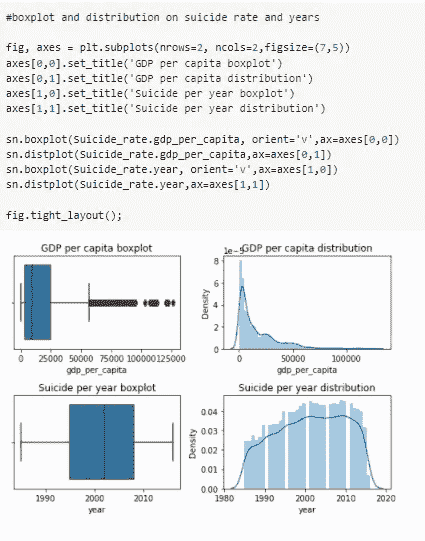 #boxplot and distribution on suicide rate and years
fig, axes = plt.subplots(nrows=2, ncols=2,figsize=(7,5))
axes[0,0].set_title('GDP per capita boxplot')
axes[0,1].set_title('GDP per capita distribution')
axes[1,0].set_title('Suicide per year boxplot')
axes[1,1].set_title('Suicide per year distribution')
sn.boxplot(Suicide_rate.gdp_per_capita, orient='v',ax=axes[0,0])
sn.distplot(Suicide_rate.gdp_per_capita,ax=axes[0,1])
sn.boxplot(Suicide_rate.year, orient='v',ax=axes[1,0])
sn.distplot(Suicide_rate.year,ax=axes[1,1])
fig.tight_layout();
GDP per capita boxplot
0 25000 50000 75000 100000 125000
gdp_per_capita
1e−5
GDP per capita distribution
8
6
4
2
0
Density
0 50000 100000
gdp_per_capita
Suicide per year boxplot
1990 2000 2010
year
Suicide per year distribution
0.04
0.03
0.02
0.01
0.00
Density
1980 1990 2000 2010 2020
year